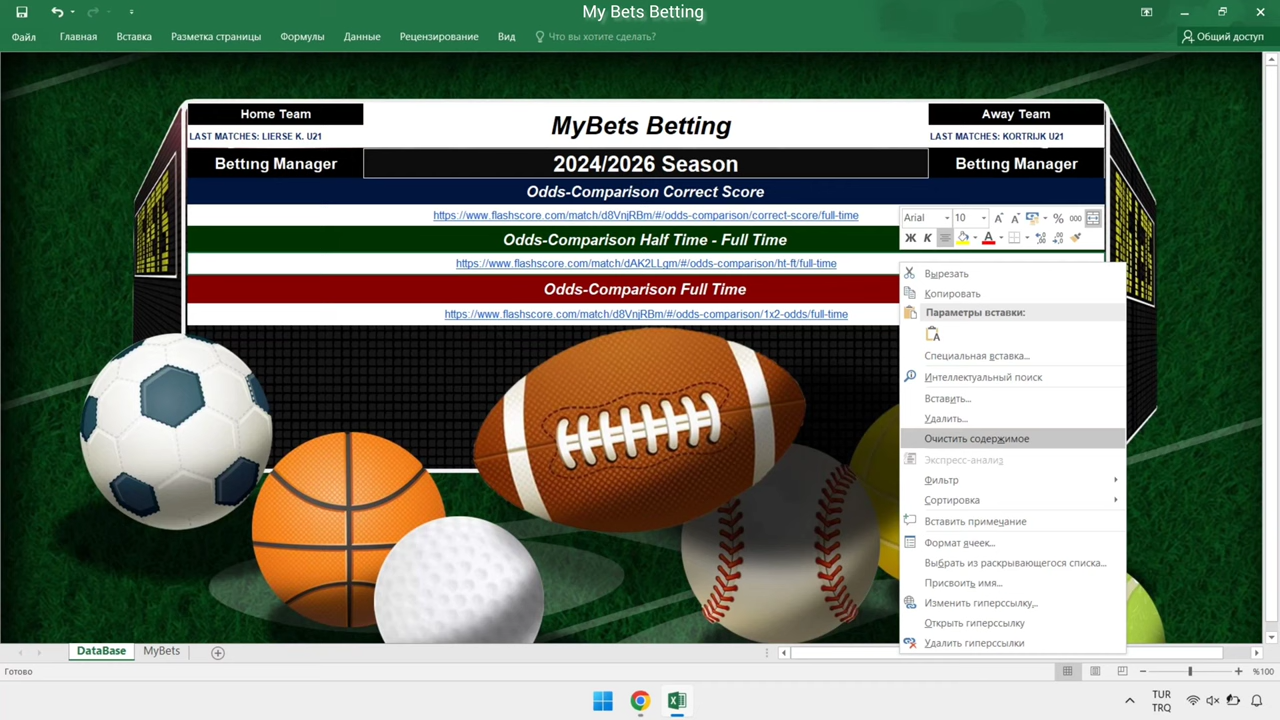 My Bets Betting
Файл Главная Вставка Разметка страницы Формулы Данные Рецензирование Вид Что вы хотите сделать? Общий доступ
Home Team
LAST MATCHES: LIERSE K. U21
MyBets Betting
Away Team
LAST MATCHES: KORTRIJK U21
Betting Manager
2024/2026 Season
Betting Manager
Odds-Comparison Correct Score
https://www.flashscore.com/match/d8VnjRBm/#/odds-comparison/correct-score/full-time
Odds-Comparison Half Time - Full Time
https://www.flashscore.com/match/dAK2LLgm/#/odds-comparison/ht-ft/full-time
Odds-Comparison Full Time
https://www.flashscore.com/match/d8VnjRBm/#/odds-comparison/1x2-odds/full-time
Arial 10 A A % 000
Ж К A ,00 ,00
Вырезать
Копировать
Параметры вставки:
A
Специальная вставка...
Интеллектуальный поиск
Вставить...
Удалить...
Очистить содержимое
Экспресс-анализ
Фильтр
Сортировка
Вставить примечание
Формат ячеек...
Выбрать из раскрывающегося списка...
Присвоить имя...
Изменить гиперссылку...
Открыть гиперссылку
Удалить гиперссылки
DataBase MyBets
Готово
%100
TUR
TRQ